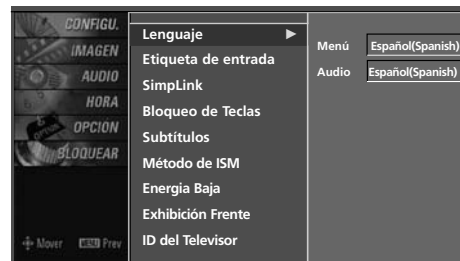 CONFIGU.
IMAGEN
AUDIO
HORA
OPCIÓN
BLOQUEAR
Mover MENU Prev
Lenguaje ▶
Etiqueta de entrada
SimpLink
Bloqueo de Teclas
Subtítulos
Método de ISM
Energia Baja
Exhibición Frente
ID del Televisor
Menú Español(Spanish)
Audio Español(Spanish)